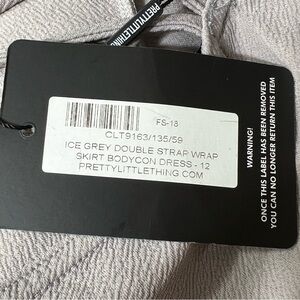 PRETTYLITTLETHING
FS-18
CLT9163/135/59
ICE GREY DOUBLE STRAP WRAP
SKIRT BODYCON DRESS - 12
PRETTYLITTLETHING.COM
WARNING!
ONCE THIS LABEL HAS BEEN REMOVED
YOU CAN NO LONGER RETURN THIS ITEM